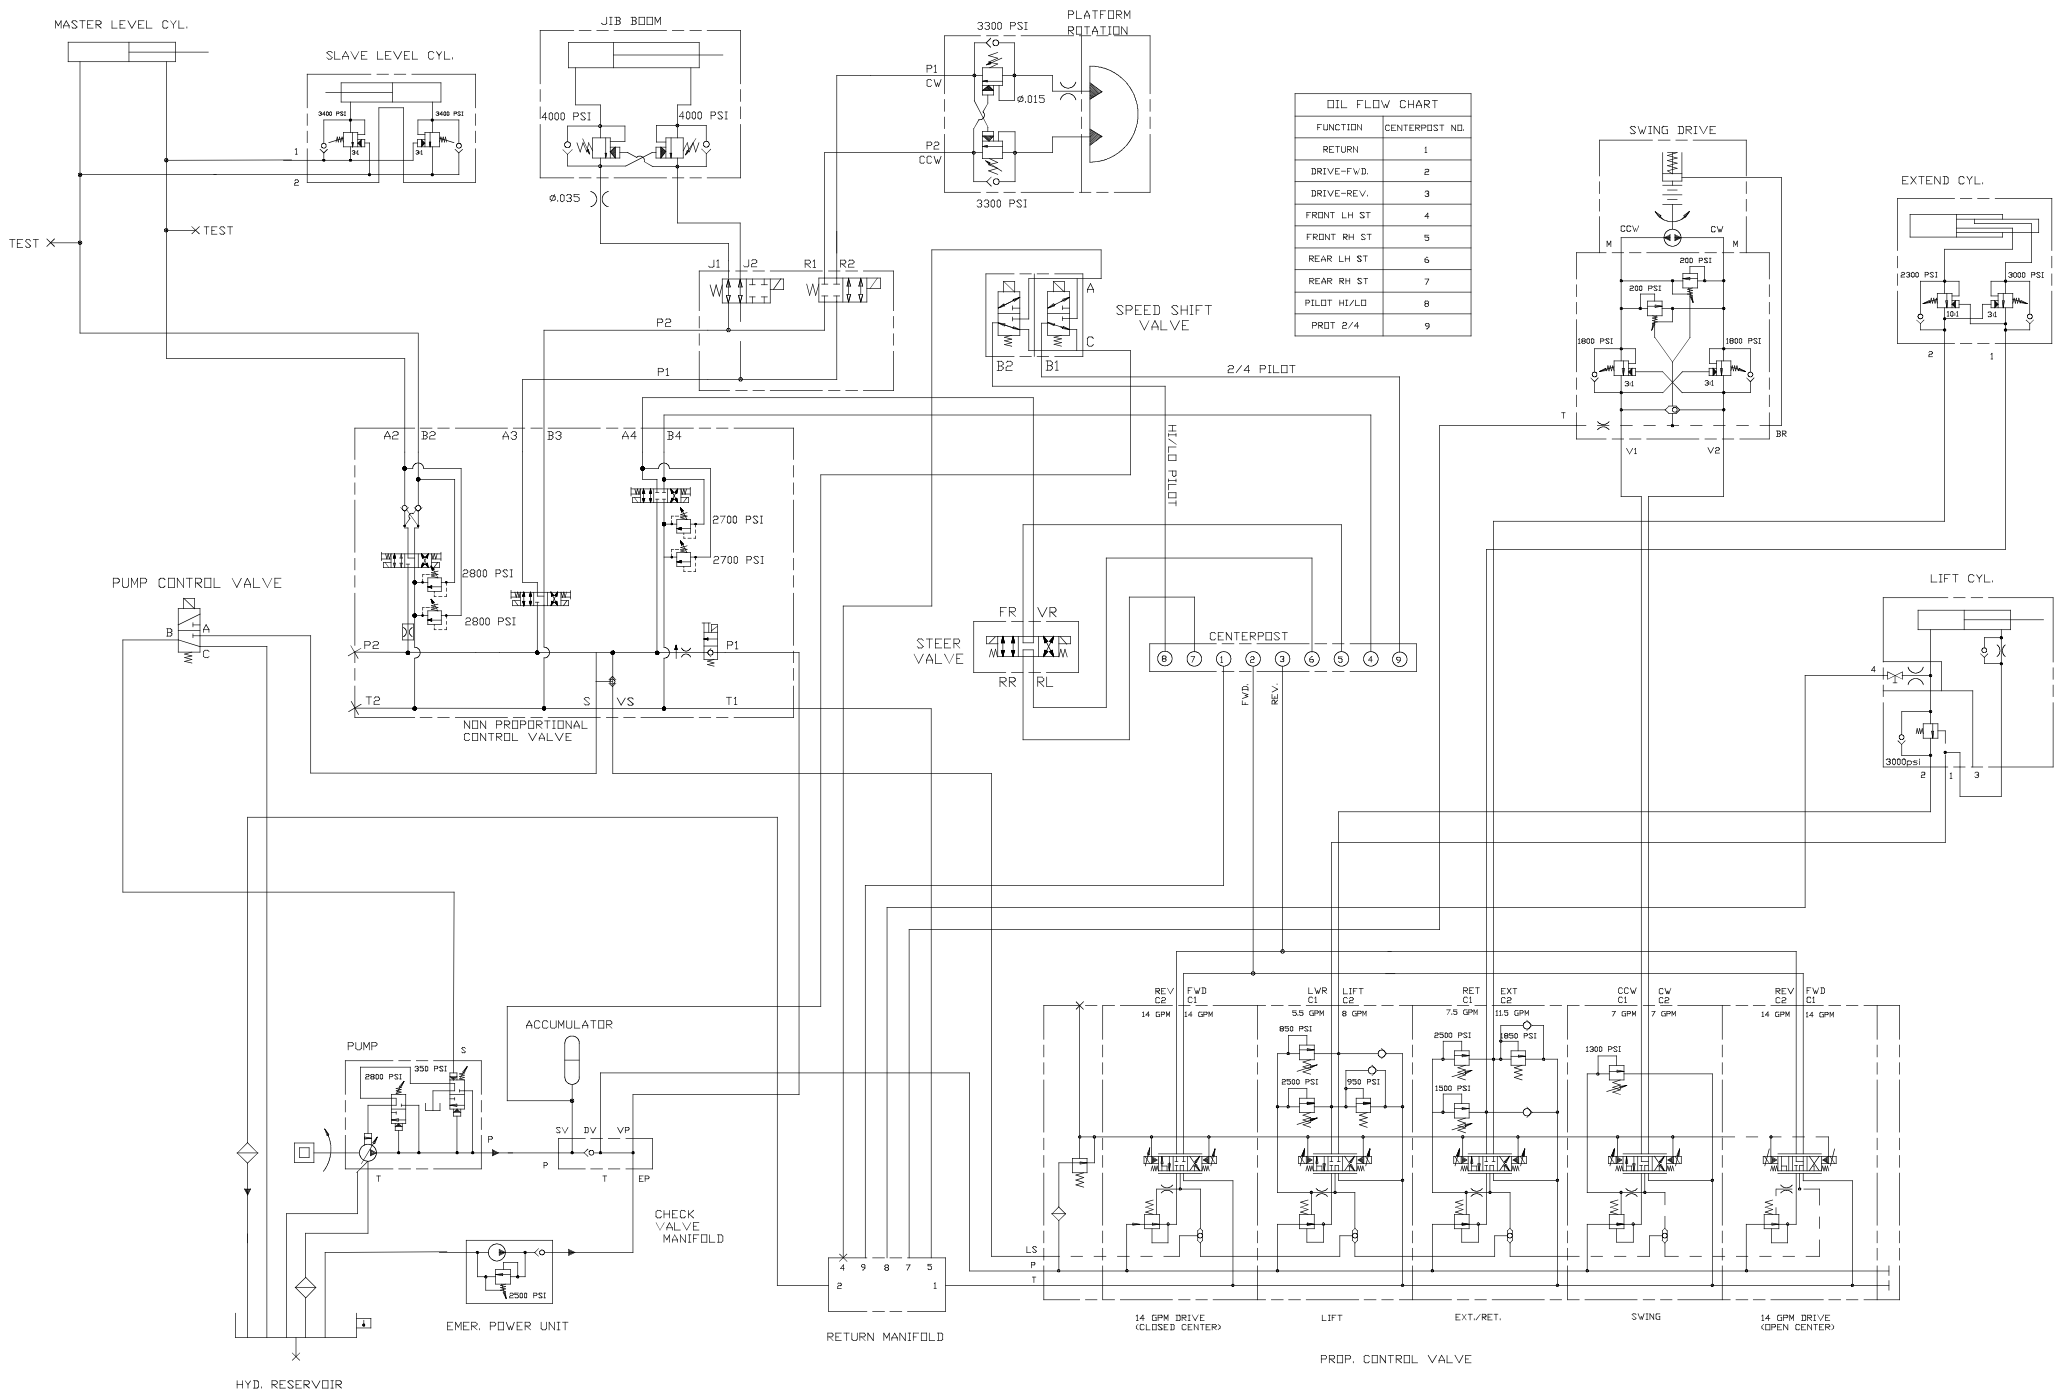 MASTER LEVEL CYL.
SLAVE LEVEL CYL.
3400 PSI
3400 PSI
3:1
3:1
1
2
TEST
TEST
JIB BOOM
4000 PSI
4000 PSI
Ø.035
PLATFORM
ROTATION
3300 PSI
P1
CW
Ø.015
P2
CCW
3300 PSI
J1
J2
R1
R2
P2
P1
OIL FLOW CHART
FUNCTION
CENTERPOST NO.
RETURN
1
DRIVE-FWD.
2
DRIVE-REV.
3
FRONT LH ST
4
FRONT RH ST
5
REAR LH ST
6
REAR RH ST
7
PILOT HI/LO
8
PROT 2/4
9
SPEED SHIFT
VALVE
A
C
B2
B1
2/4 PILOT
HI/LO PILOT
SWING DRIVE
CCW
CW
M
M
200 PSI
200 PSI
1800 PSI
1800 PSI
3:1
3:1
T
BR
V1
V2
EXTEND CYL.
2300 PSI
3000 PSI
10:1
3:1
2
1
LIFT CYL.
4
3000psi
2
1
3
A2
B2
A3
B3
A4
B4
2700 PSI
2700 PSI
2800 PSI
2800 PSI
P2
P1
T2
S
VS
T1
NON PROPORTIONAL
CONTROL VALVE
PUMP CONTROL VALVE
B
A
C
STEER
VALVE
FR
VR
RR
RL
CENTERPOST
8
7
1
2
3
6
5
4
9
FWD.
REV.
PUMP
S
2800 PSI
350 PSI
P
T
ACCUMULATOR
SV
DV
VP
P
T
EP
CHECK
VALVE
MANIFOLD
2500 PSI
EMER. POWER UNIT
HYD. RESERVOIR
4
9
8
7
5
2
1
RETURN MANIFOLD
REV
C2
FWD
C1
14 GPM
14 GPM
LWR
C1
LIFT
C2
5.5 GPM
8 GPM
RET
C1
EXT
C2
7.5 GPM
11.5 GPM
CCW
C1
CW
C2
7 GPM
7 GPM
REV
C2
FWD
C1
14 GPM
14 GPM
850 PSI
2500 PSI
950 PSI
2500 PSI
1850 PSI
1500 PSI
1300 PSI
LS
P
T
14 GPM DRIVE
(CLOSED CENTER)
LIFT
EXT./RET.
SWING
14 GPM DRIVE
(OPEN CENTER)
PROP. CONTROL VALVE